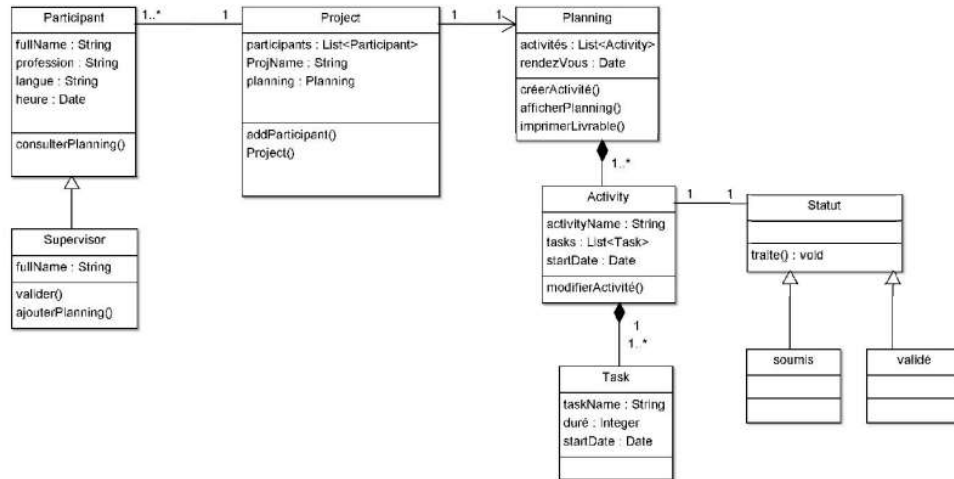 Participant
fullName : String
profession : String
langue : String
heure : Date
consulterPlanning()
1..*
1
Project
participants : List<Participant>
ProjName : String
planning : Planning
addParticipant()
Project()
1
1
Planning
activités : List<Activity>
rendezVous : Date
créerActivité()
afficherPlanning()
imprimerLivrable()
1..*
Supervisor
fullName : String
valider()
ajouterPlanning()
Activity
activityName : String
tasks : List<Task>
startDate : Date
modifierActivité()
1
1
Statut
traite() : void
1
1..*
Task
taskName : String
duré : Integer
startDate : Date
soumis
validé